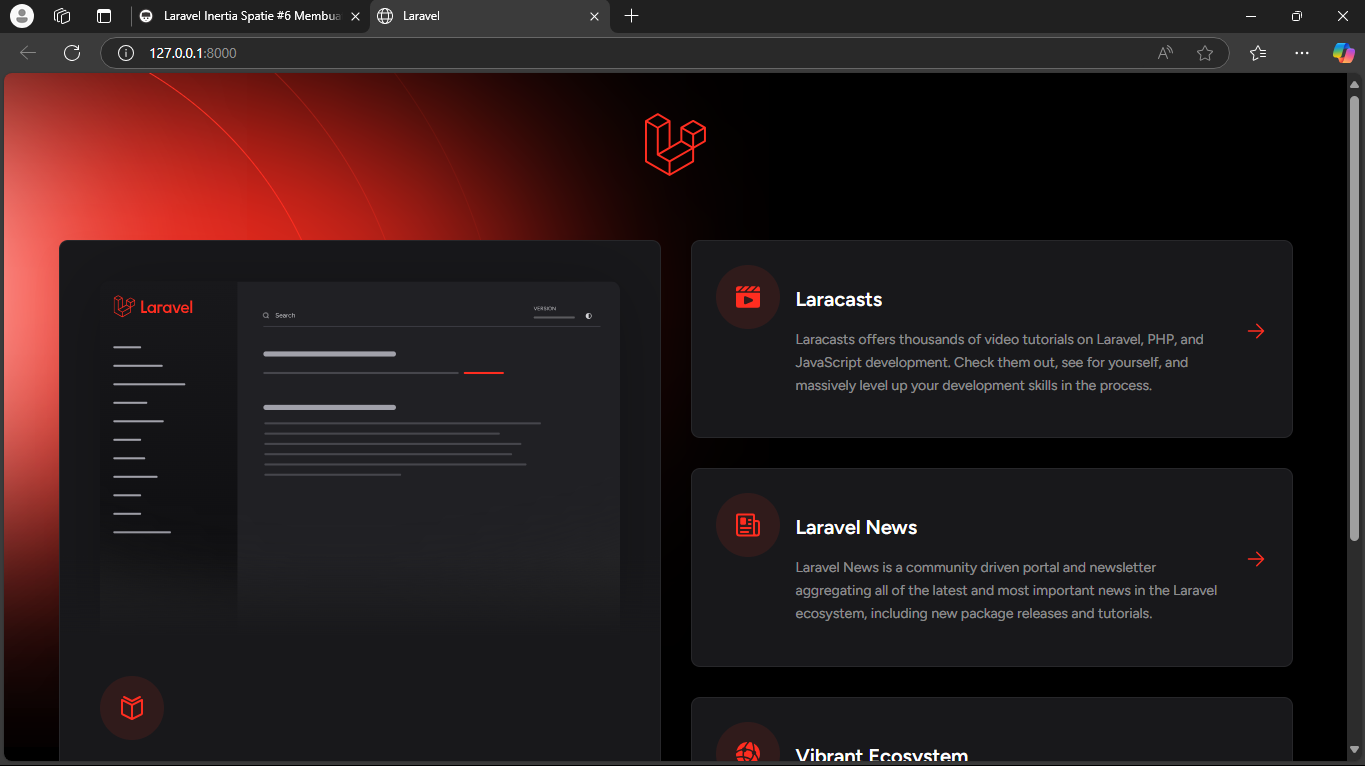 Laravel Inertia Spatie #6 Membua
Laravel
127.0.0.1:8000
Laravel
Search
VERSION
Laracasts
Laracasts offers thousands of video tutorials on Laravel, PHP, and
JavaScript development. Check them out, see for yourself, and
massively level up your development skills in the process.
Laravel News
Laravel News is a community driven portal and newsletter
aggregating all of the latest and most important news in the Laravel
ecosystem, including new package releases and tutorials.
Vibrant Ecosystem